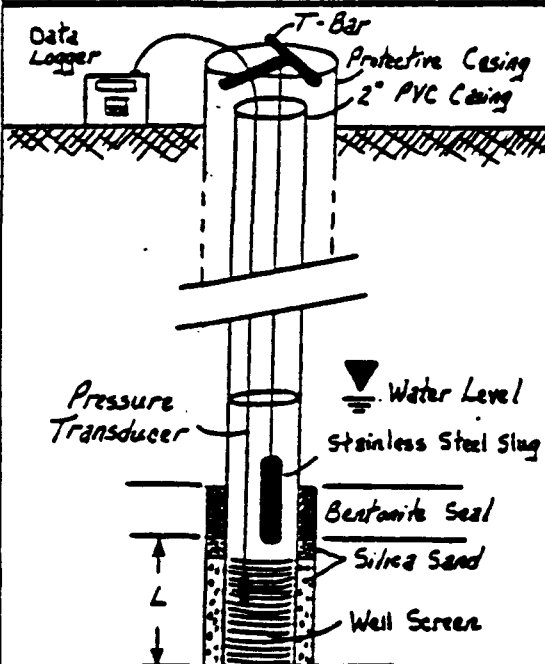 T-Bar
Data
Logger
Protective Casing
2" PVC Casing
Water Level
Pressure
Transducer
Stainless Steel Slug
Bentonite Seal
Silica Sand
L
Well Screen